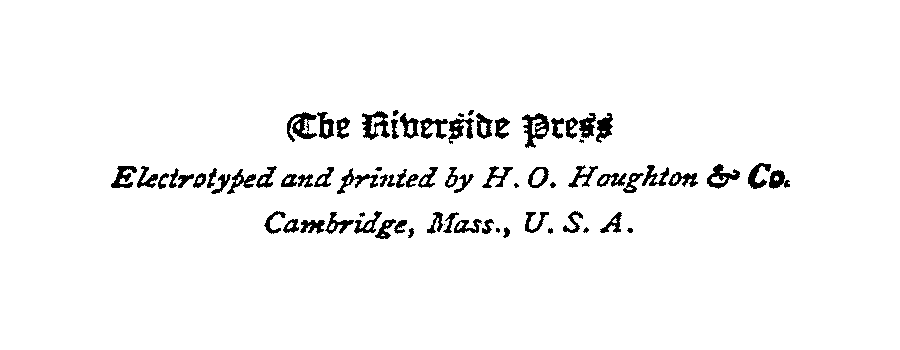 The Riverside Press
Electrotyped and printed by H. O. Houghton & Co.
Cambridge, Mass., U. S. A.